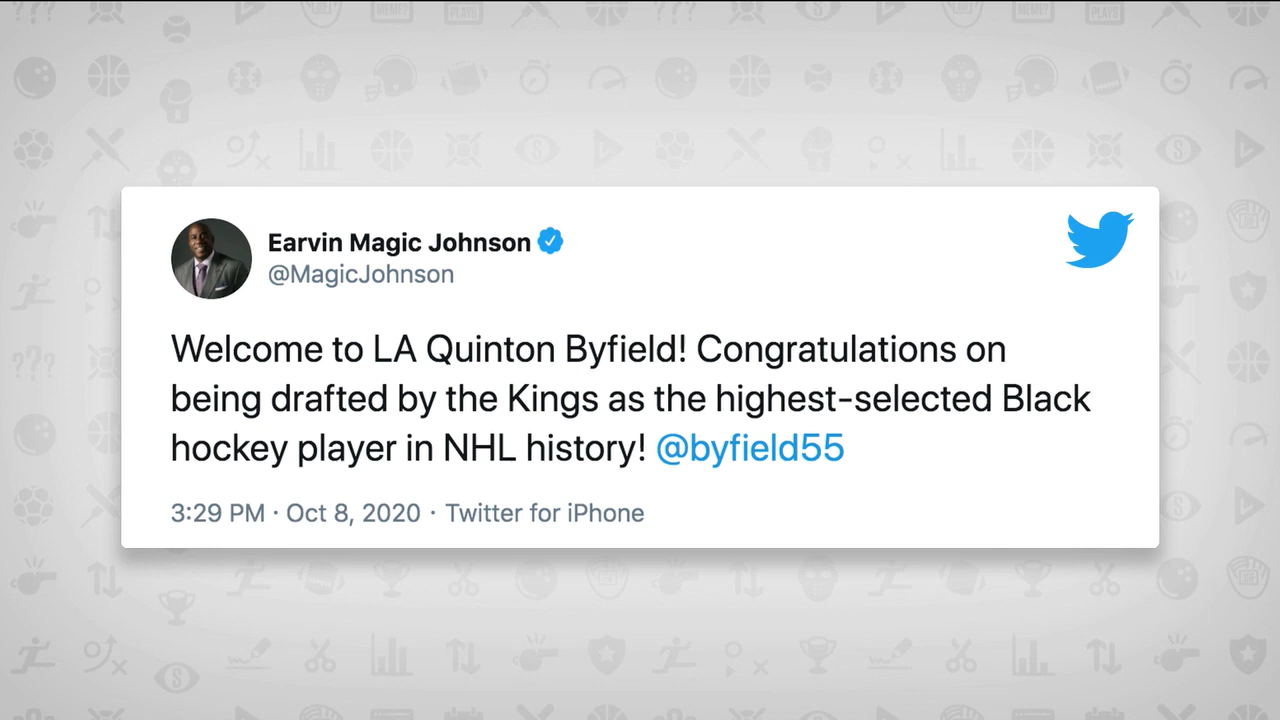 Earvin Magic Johnson
@MagicJohnson
Welcome to LA Quinton Byfield! Congratulations on
being drafted by the Kings as the highest-selected Black
hockey player in NHL history! @byfield55
3:29 PM · Oct 8, 2020 · Twitter for iPhone